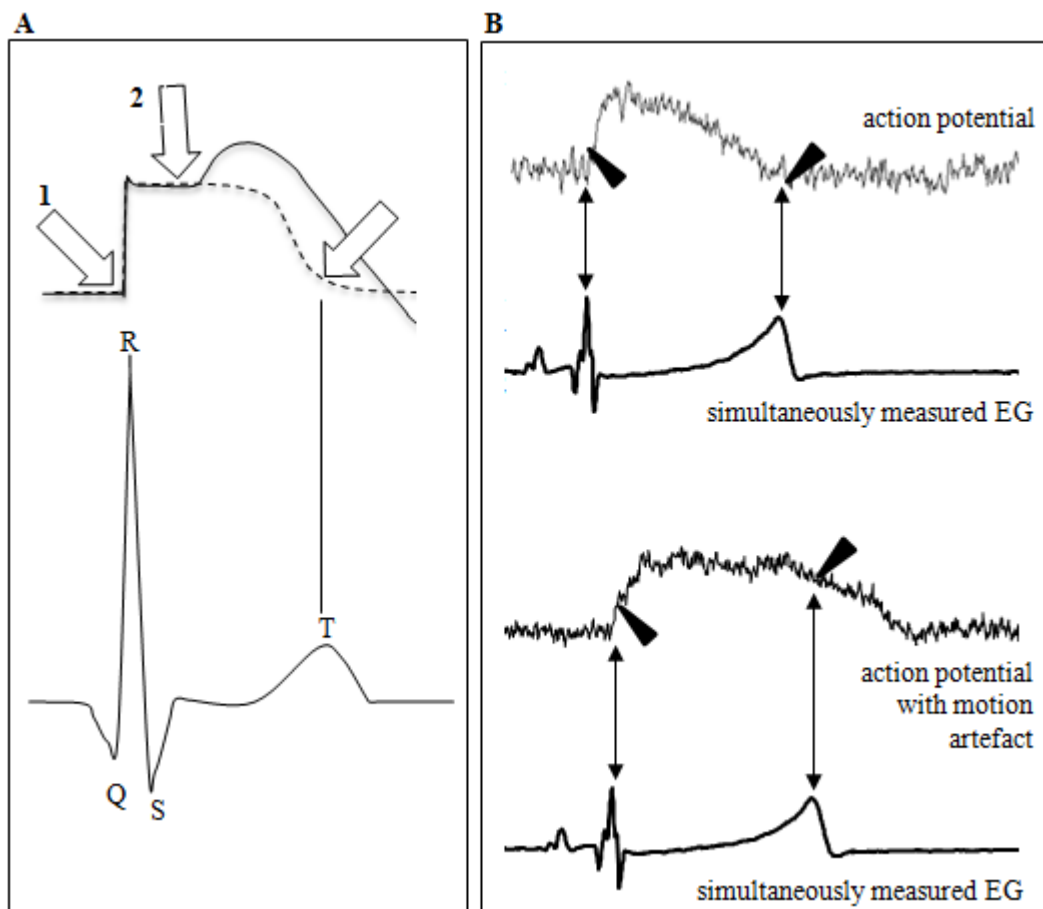 A
2
1
R
T
Q
S
B
action potential
simultaneously measured EG
action potential
with motion
artefact
simultaneously measured EG